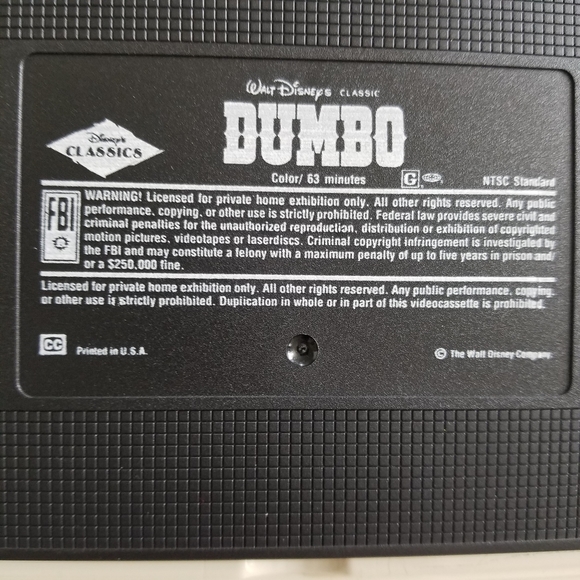 WALT DISNEY'S CLASSIC
DUMBO
DISNEY'S
CLASSICS
Color/ 63 minutes G NTSC Standard
FBI
WARNING! Licensed for private home exhibition only. All other rights reserved. Any public
performance, copying, or other use is strictly prohibited. Federal law provides severe civil and
criminal penalties for the unauthorized reproduction, distribution or exhibition of copyrighted
motion pictures, videotapes or laserdiscs. Criminal copyright infringement is investigated by
the FBI and may constitute a felony with a maximum penalty of up to five years in prison and/
or a $250,000 fine.
Licensed for private home exhibition only. All other rights reserved. Any public performance, copying,
or other use is strictly prohibited. Duplication in whole or in part of this videocassette is prohibited.
CC Printed in U.S.A. © The Walt Disney Company